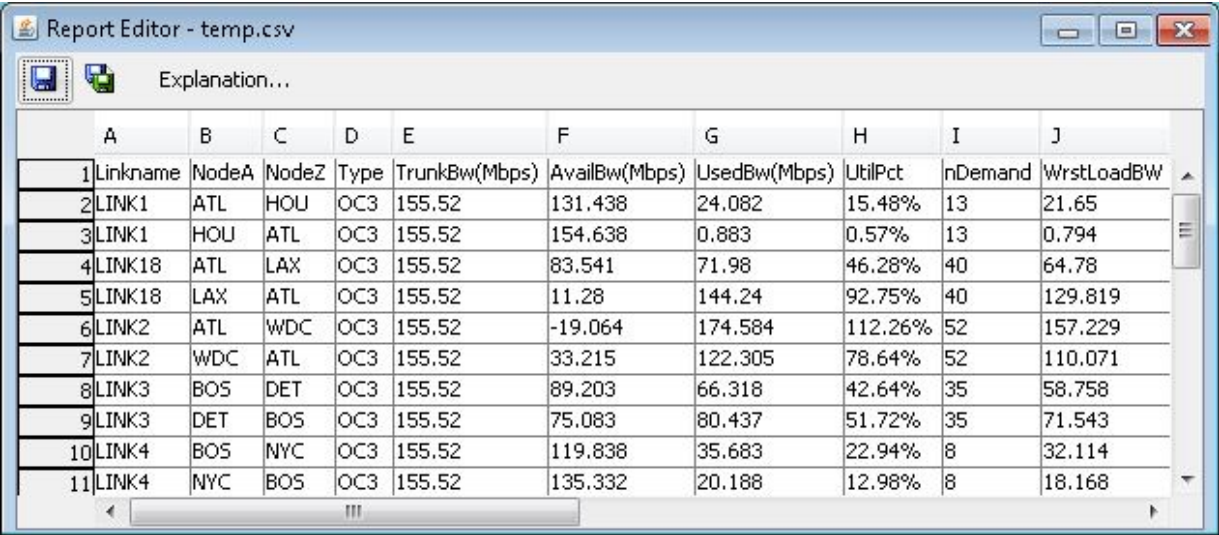 Report Editor - temp.csv
Explanation...
A B C D E F G H I J
1 Linkname NodeA NodeZ Type TrunkBw(Mbps) AvailBw(Mbps) UsedBw(Mbps) UtilPct nDemand WrstLoadBW
2 LINK1 ATL HOU OC3 155.52 131.438 24.082 15.48% 13 21.65
3 LINK1 HOU ATL OC3 155.52 154.638 0.883 0.57% 13 0.794
4 LINK18 ATL LAX OC3 155.52 83.541 71.98 46.28% 40 64.78
5 LINK18 LAX ATL OC3 155.52 11.28 144.24 92.75% 40 129.819
6 LINK2 ATL WDC OC3 155.52 -19.064 174.584 112.26% 52 157.229
7 LINK2 WDC ATL OC3 155.52 33.215 122.305 78.64% 52 110.071
8 LINK3 BOS DET OC3 155.52 89.203 66.318 42.64% 35 58.758
9 LINK3 DET BOS OC3 155.52 75.083 80.437 51.72% 35 71.543
10 LINK4 BOS NYC OC3 155.52 119.838 35.683 22.94% 8 32.114
11 LINK4 NYC BOS OC3 155.52 135.332 20.188 12.98% 8 18.168